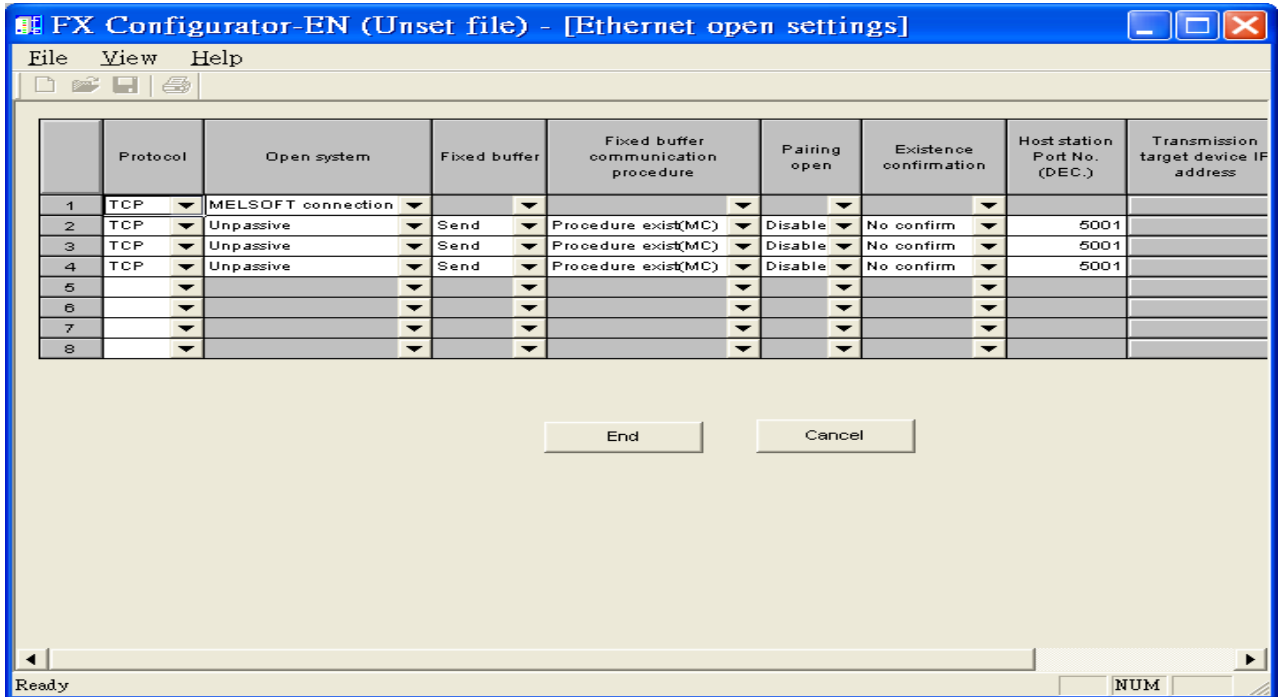 FX Configurator-EN (Unset file) - [Ethernet open settings]
File View Help
Protocol Open system Fixed buffer Fixed buffer communication procedure Pairing open Existence confirmation Host station Port No. (DEC.) Transmission target device IP address
1 TCP MELSOFT connection
2 TCP Unpassive Send Procedure exist(MC) Disable No confirm 5001
3 TCP Unpassive Send Procedure exist(MC) Disable No confirm 5001
4 TCP Unpassive Send Procedure exist(MC) Disable No confirm 5001
5
6
7
8
End Cancel
Ready NUM